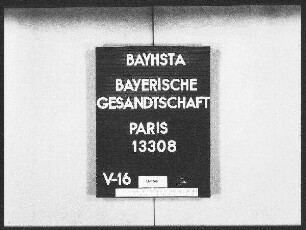 BAYHSTA
BAYERISCHE
GESANDTSCHAFT
PARIS
13308
V-16